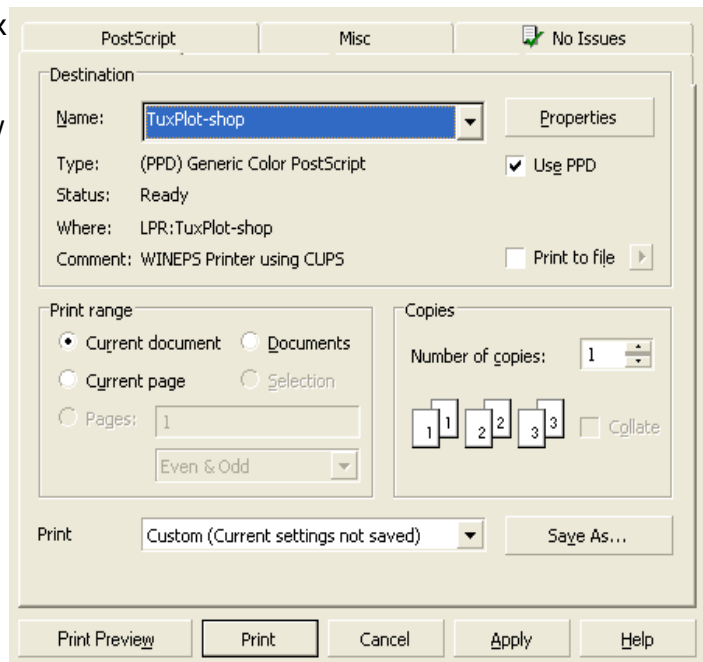 x
y
PostScript Misc No Issues
Destination
Name: TuxPlot-shop Properties
Type: (PPD) Generic Color PostScript Use PPD
Status: Ready
Where: LPR:TuxPlot-shop
Comment: WINEPS Printer using CUPS Print to file
Print range Copies
Current document Documents Number of copies: 1
Current page Selection
Pages: 1
1 1 2 2 3 3 Collate
Even & Odd
Print Custom (Current settings not saved) Save As...
Print Preview Print Cancel Apply Help